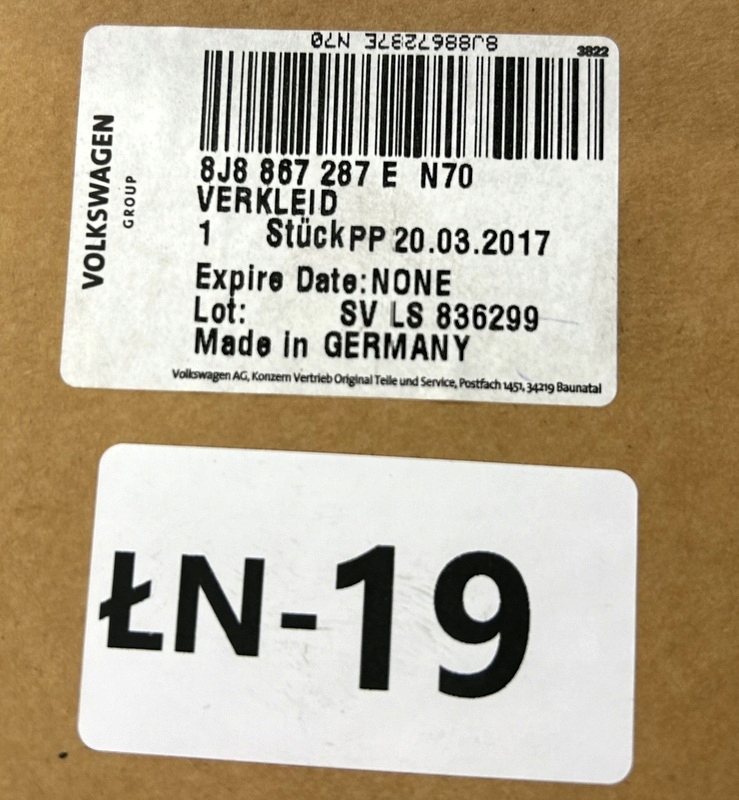 8J8867287E N70
3822
VOLKSWAGEN
GROUP
8J8 867 287 E N70
VERKLEID
1 Stück PP 20.03.2017
Expire Date: NONE
Lot: SV LS 836299
Made in GERMANY
Volkswagen AG, Konzern Vertrieb Original Teile und Service, Postfach 1451, 34219 Baunatal
ŁN-19